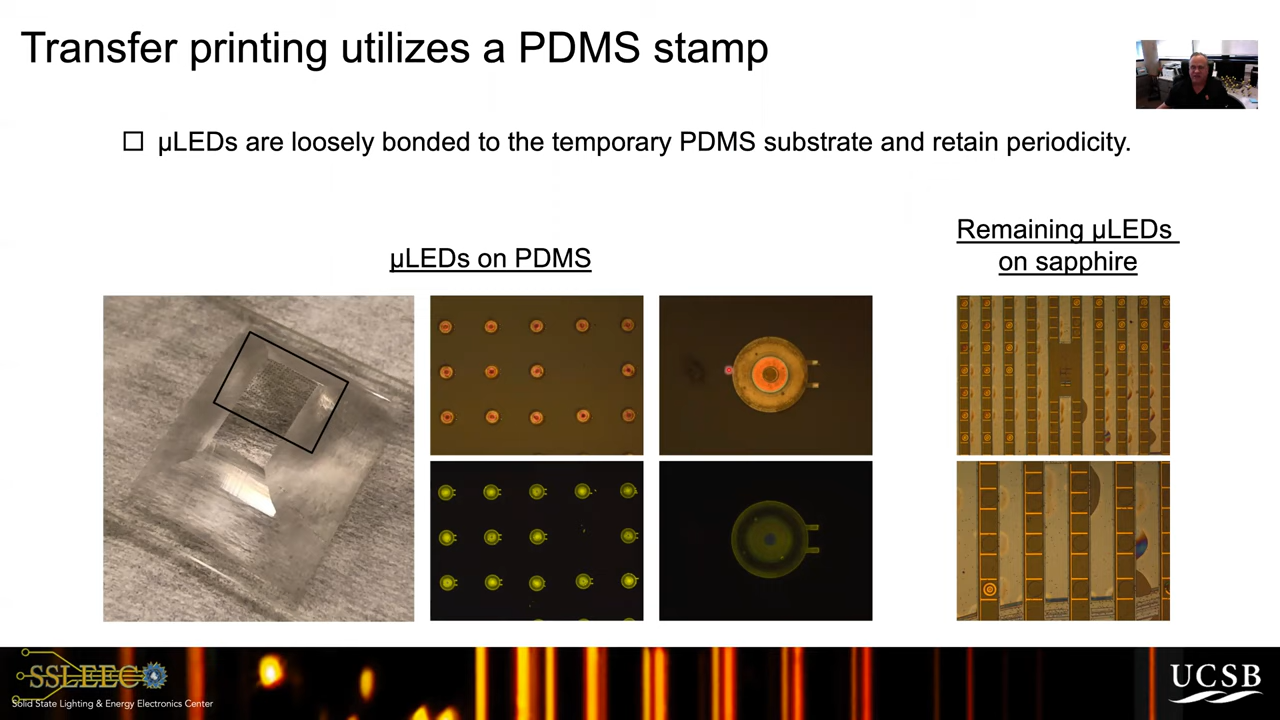 Transfer printing utilizes a PDMS stamp
☐ µLEDs are loosely bonded to the temporary PDMS substrate and retain periodicity.
µLEDs on PDMS
Remaining µLEDs
on sapphire
SSLEEC
Solid State Lighting & Energy Electronics Center
UCSB